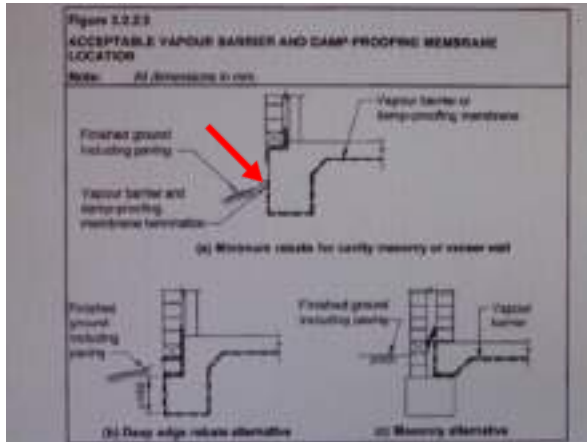 Figure 3.2.2.3
ACCEPTABLE VAPOUR BARRIER AND DAMP-PROOFING MEMBRANE
LOCATION
Note: All dimensions in mm.
Vapour barrier or
damp-proofing membrane
Finished ground
including paving
Vapour barrier and
damp-proofing
membrane termination
(a) Minimum rebate for cavity masonry or veneer wall
Finished
ground
including
paving
Finished ground
including paving
Vapour
barrier
(b) Deep edge rebate alternative
(c) Masonry alternative